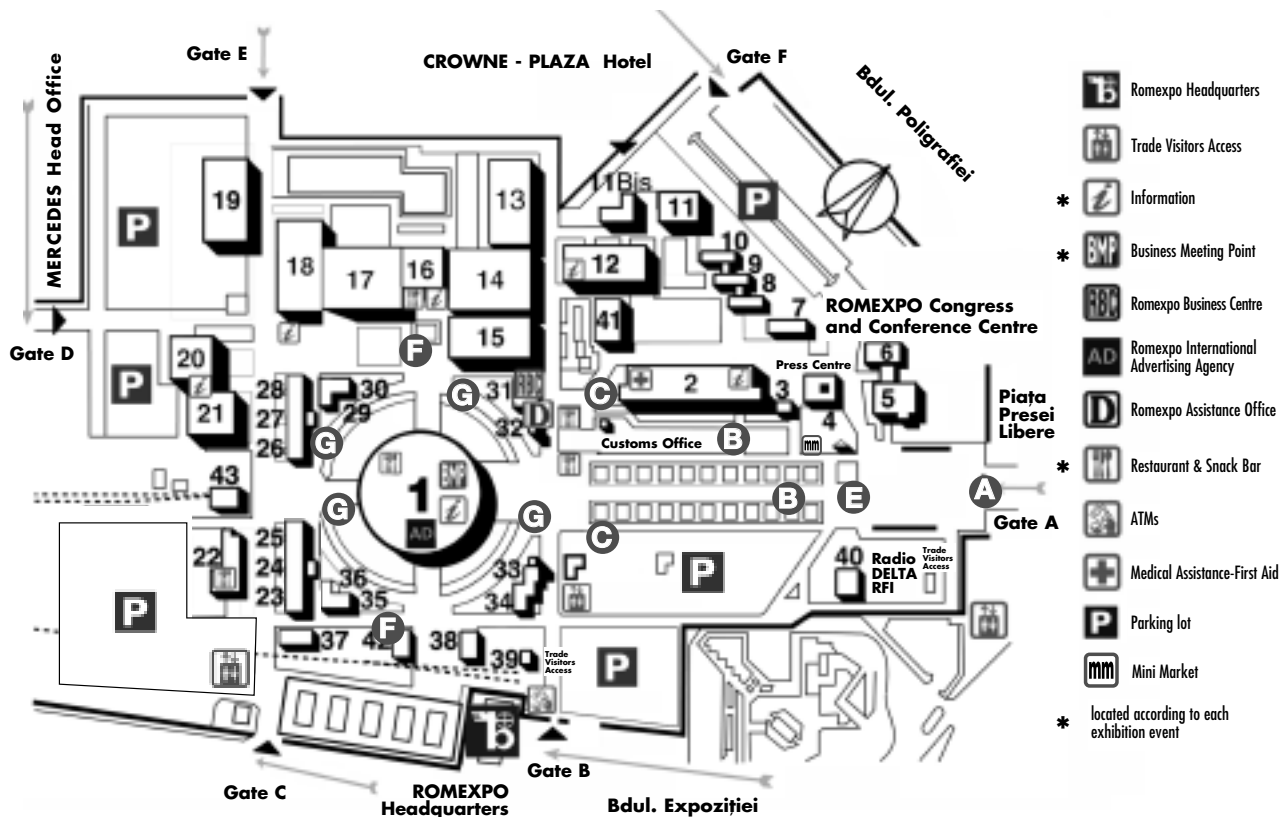 Gate E
CROWNE - PLAZA Hotel
Gate F
Bdul. Poligrafiei
MERCEDES Head Office
Gate D
P
19
18
17
16
i
13
14
15
i
F
11Bis
11
P
12
i
10
9
8
7
41
ROMEXPO Congress
and Conference Centre
6
5
Press Centre
4
3
2
i
C
mm
Customs Office
B
B
E
A
Gate A
Piața
Presei
Libere
P
20
i
21
28
27
26
30
29
G
G
31
RBC
D
32
1
BMP
i
AD
G
G
43
22
25
24
23
36
35
33
34
C
P
40
Radio
DELTA
RFI
Trade
Visitors
Access
P
37
42
F
38
39
Trade
Visitors
Access
P
Gate C
ROMEXPO
Headquarters
Gate B
Bdul. Expoziției
Romexpo Headquarters
Trade Visitors Access
* i Information
* BMP Business Meeting Point
RBC Romexpo Business Centre
AD Romexpo International
Advertising Agency
D Romexpo Assistance Office
* Restaurant & Snack Bar
ATMs
Medical Assistance-First Aid
P Parking lot
mm Mini Market
* located according to each
exhibition event